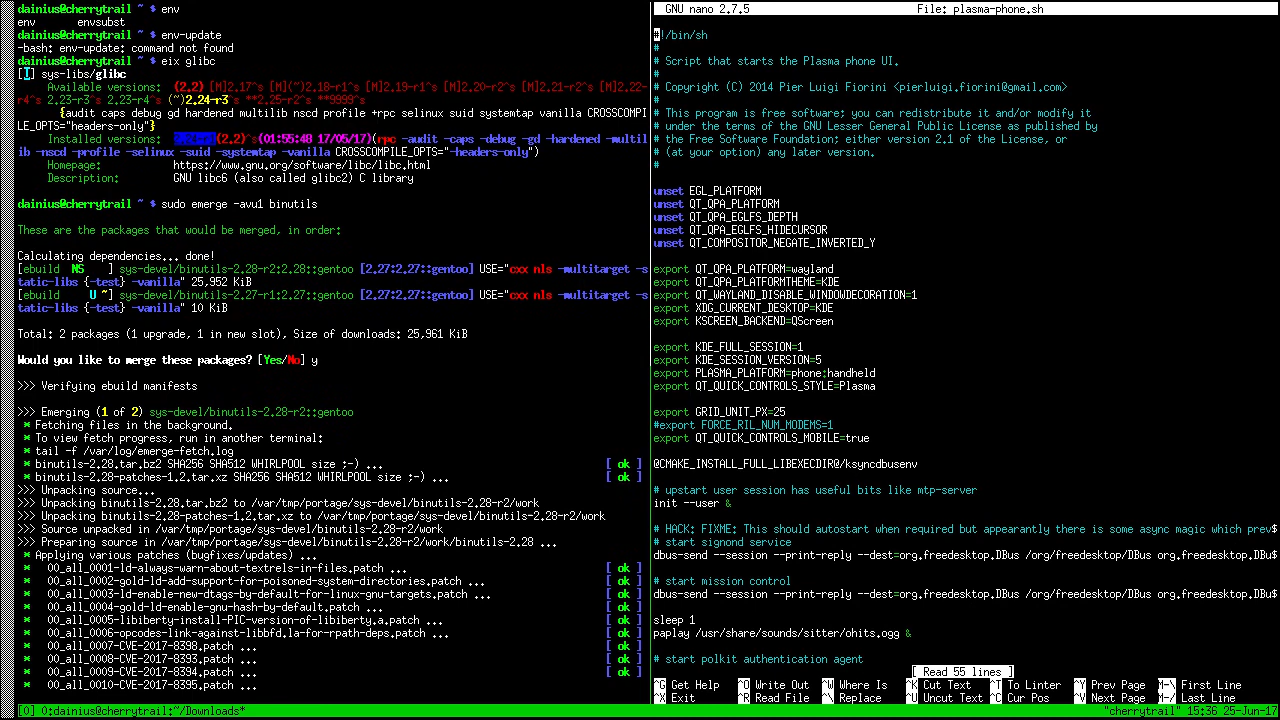 dainius@cherrytrail ~ $ env
env       envsubst
dainius@cherrytrail ~ $ env-update
-bash: env-update: command not found
dainius@cherrytrail ~ $ eix glibc
[I] sys-libs/glibc
     Available versions:  (2.2) [M]2.17^s [M](~)2.18-r1^s [M]2.19-r1^s [M]2.20-r2^s [M]2.21-r2^s [M]2.22-
r4^s 2.23-r3^s 2.23-r4^s (~)2.24-r3^s **2.25-r2^s **9999^s
       {audit caps debug gd hardened multilib nscd profile +rpc selinux suid systemtap vanilla CROSSCOMPI
LE_OPTS="headers-only"}
     Installed versions:  (2.2)^s(01:55:48 17/05/17)(rpc -audit -caps -debug -gd -hardened -multil
ib -nscd -profile -selinux -suid -systemtap -vanilla CROSSCOMPILE_OPTS="-headers-only")
     Homepage:            https://www.gnu.org/software/libc/libc.html
     Description:         GNU libc6 (also called glibc2) C library
dainius@cherrytrail ~ $ sudo emerge -avu1 binutils
These are the packages that would be merged, in order:
Calculating dependencies... done!
[ebuild  NS    ] sys-devel/binutils-2.28-r2:2.28::gentoo [2.27:2.27::gentoo] USE="cxx nls -multitarget -s
tatic-libs {-test} -vanilla" 25,952 KiB
[ebuild     U ~] sys-devel/binutils-2.27-r1:2.27::gentoo [2.27:2.27::gentoo] USE="cxx nls -multitarget -s
tatic-libs {-test} -vanilla" 10 KiB
Total: 2 packages (1 upgrade, 1 in new slot), Size of downloads: 25,961 KiB
Would you like to merge these packages? [Yes/No] y
>>> Verifying ebuild manifests
>>> Emerging (1 of 2) sys-devel/binutils-2.28-r2::gentoo
 * Fetching files in the background.
 * To view fetch progress, run in another terminal:
 * tail -f /var/log/emerge-fetch.log
 * binutils-2.28.tar.bz2 SHA256 SHA512 WHIRLPOOL size ;-) ...                                      [ ok ]
 * binutils-2.28-patches-1.2.tar.xz SHA256 SHA512 WHIRLPOOL size ;-) ...                           [ ok ]
>>> Unpacking source...
>>> Unpacking binutils-2.28.tar.bz2 to /var/tmp/portage/sys-devel/binutils-2.28-r2/work
>>> Unpacking binutils-2.28-patches-1.2.tar.xz to /var/tmp/portage/sys-devel/binutils-2.28-r2/work
>>> Source unpacked in /var/tmp/portage/sys-devel/binutils-2.28-r2/work
>>> Preparing source in /var/tmp/portage/sys-devel/binutils-2.28-r2/work/binutils-2.28 ...
 * Applying various patches (bugfixes/updates) ...
 *   00_all_0001-ld-always-warn-about-textrels-in-files.patch ...                                  [ ok ]
 *   00_all_0002-gold-ld-add-support-for-poisoned-system-directories.patch ...                     [ ok ]
 *   00_all_0003-ld-enable-new-dtags-by-default-for-linux-gnu-targets.patch ...                    [ ok ]
 *   00_all_0004-gold-ld-enable-gnu-hash-by-default.patch ...                                      [ ok ]
 *   00_all_0005-libiberty-install-PIC-version-of-libiberty.a.patch ...                            [ ok ]
 *   00_all_0006-opcodes-link-against-libbfd.la-for-rpath-deps.patch ...                           [ ok ]
 *   00_all_0007-CVE-2017-8398.patch ...                                                           [ ok ]
 *   00_all_0008-CVE-2017-8393.patch ...                                                           [ ok ]
 *   00_all_0009-CVE-2017-8394.patch ...                                                           [ ok ]
 *   00_all_0010-CVE-2017-8395.patch ...
  GNU nano 2.7.5                           File: plasma-phone.sh
#!/bin/sh
#
# Script that starts the Plasma phone UI.
#
# Copyright (C) 2014 Pier Luigi Fiorini <pierluigi.fiorini@gmail.com>
#
# This program is free software; you can redistribute it and/or modify it
# under the terms of the GNU Lesser General Public License as published by
# the Free Software Foundation; either version 2.1 of the License, or
# (at your option) any later version.
#
unset EGL_PLATFORM
unset QT_QPA_PLATFORM
unset QT_QPA_EGLFS_DEPTH
unset QT_QPA_EGLFS_HIDECURSOR
unset QT_COMPOSITOR_NEGATE_INVERTED_Y
export QT_QPA_PLATFORM=wayland
export QT_QPA_PLATFORMTHEME=KDE
export QT_WAYLAND_DISABLE_WINDOWDECORATION=1
export XDG_CURRENT_DESKTOP=KDE
export KSCREEN_BACKEND=QScreen
export KDE_FULL_SESSION=1
export KDE_SESSION_VERSION=5
export PLASMA_PLATFORM=phone:handheld
export QT_QUICK_CONTROLS_STYLE=Plasma
export GRID_UNIT_PX=25
#export FORCE_RIL_NUM_MODEMS=1
export QT_QUICK_CONTROLS_MOBILE=true
@CMAKE_INSTALL_FULL_LIBEXECDIR@/ksyncdbusenv
# upstart user session has useful bits like mtp-server
init --user &
# HACK: FIXME: This should autostart when required but appearantly there is some async magic which prev$
# start signond service
dbus-send --session --print-reply --dest=org.freedesktop.DBus /org/freedesktop/DBus org.freedesktop.DBu$
# start mission control
dbus-send --session --print-reply --dest=org.freedesktop.DBus /org/freedesktop/DBus org.freedesktop.DBu$
sleep 1
paplay /usr/share/sounds/sitter/ohits.ogg &
# start polkit authentication agent
[ Read 55 lines ]
^G Get Help  ^O Write Out  ^W Where Is  ^K Cut Text  ^T To Linter  ^Y Prev Page  M-\ First Line
^X Exit      ^R Read File  ^\ Replace   ^U Uncut Text ^C Cur Pos   ^V Next Page  M-/ Last Line
[0] 0:dainius@cherrytrail:~/Downloads*                    "cherrytrail" 15:36 25-Jun-17